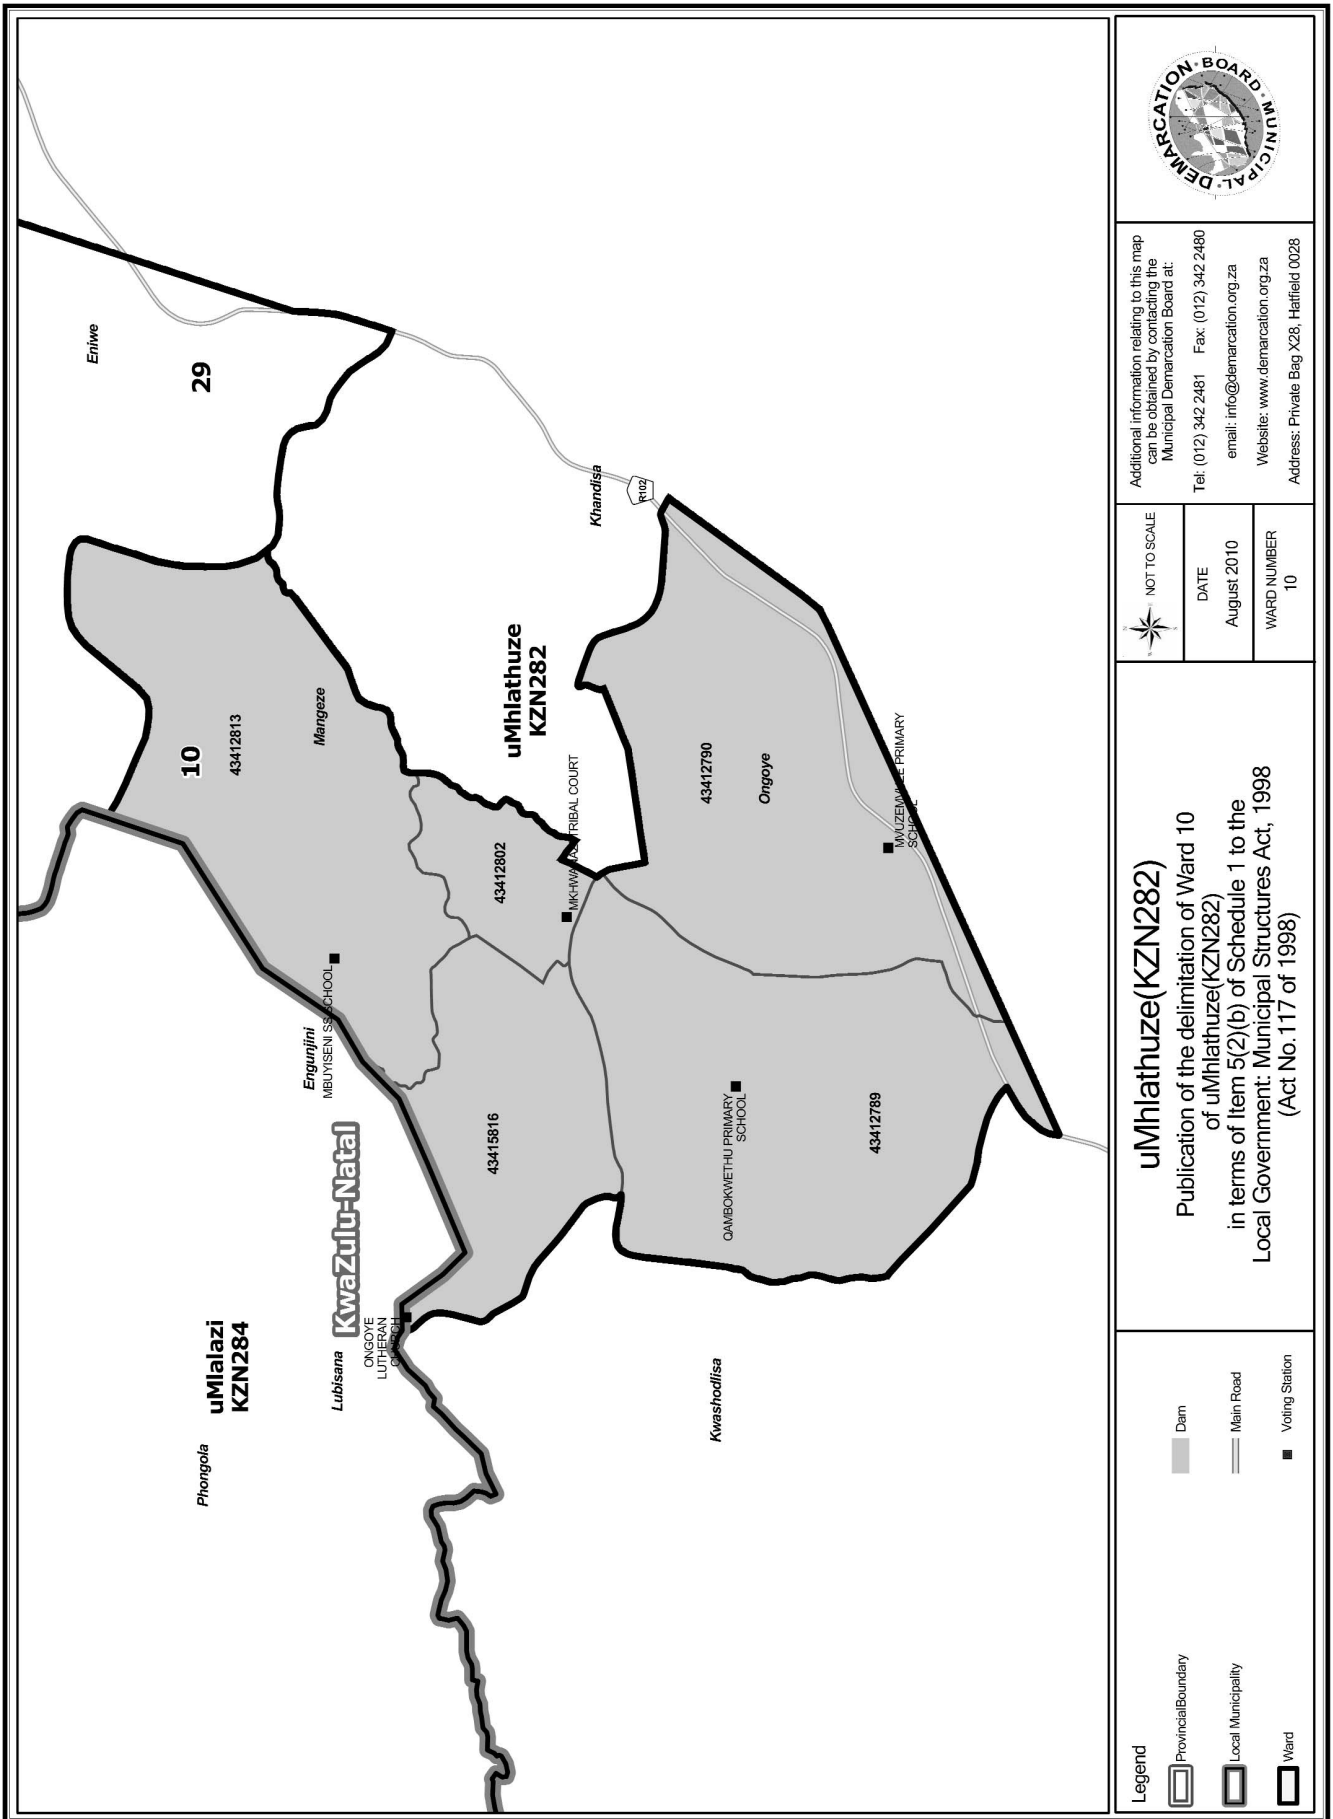 Eniwe
29
10
43412813
Mangeze
Khandisa
R102
uMhlathuze
KZN282
Engunjini
MBUYISENI SS SCHOOL
43412802
TRIBAL COURT
43412790
Ongoye
PRIMARY
SCHOOL
uMlalazi
KZN284
Phongola
Lubisana
KwaZulu-Natal
ONGOYE
LUTHERAN
CHURCH
43415816
QAMBOKWETHU PRIMARY
SCHOOL
43412789
Kwashodlisa
Legend
ProvincialBoundary
Local Municipality
Ward
Dam
Main Road
Voting Station
uMhlathuze(KZN282)
Publication of the delimitation of Ward 10
of uMhlathuze(KZN282)
in terms of Item 5(2)(b) of Schedule 1 to the
Local Government: Municipal Structures Act, 1998
(Act No.117 of 1998)
NOT TO SCALE
DATE
August 2010
WARD NUMBER
10
Additional information relating to this map
can be obtained by contacting the
Municipal Demarcation Board at:
Tel: (012) 342 2481 Fax: (012) 342 2480
email: info@demarcation.org.za
Website: www.demarcation.org.za
Address: Private Bag X28, Hatfield 0028
MUNICIPAL • DEMARCATION • BOARD •